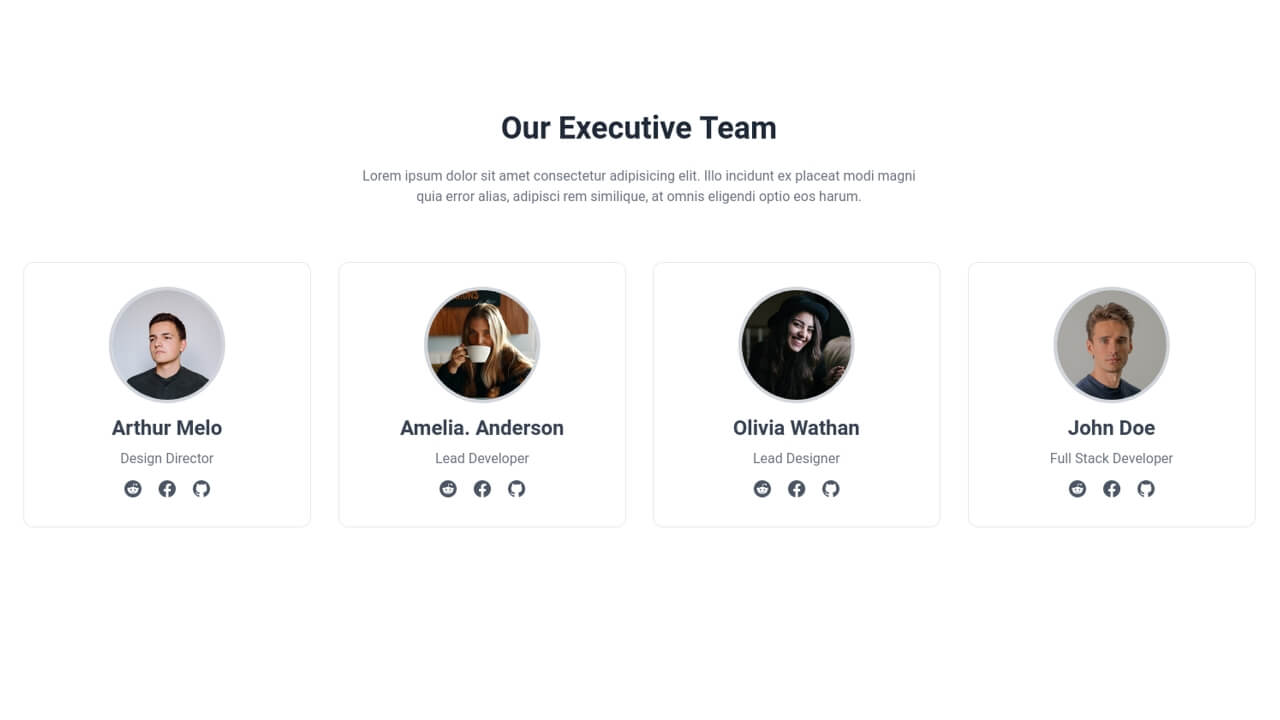 Our Executive Team
Lorem ipsum dolor sit amet consectetur adipisicing elit. Illo incidunt ex placeat modi magni
quia error alias, adipisci rem similique, at omnis eligendi optio eos harum.
Arthur Melo
Design Director
Amelia. Anderson
Lead Developer
Olivia Wathan
Lead Designer
John Doe
Full Stack Developer